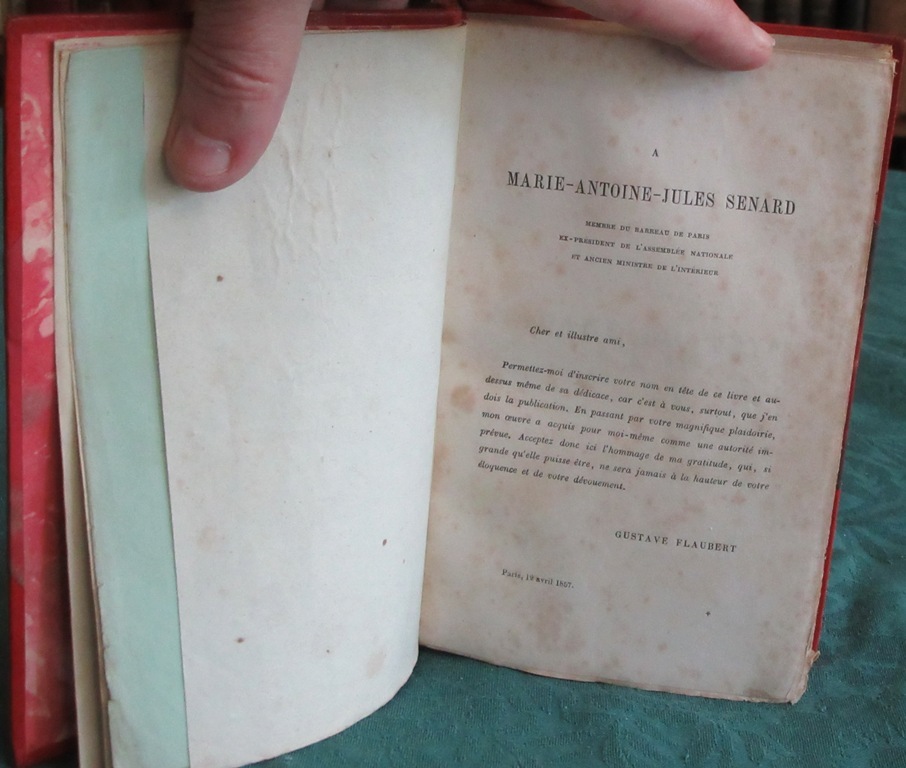 A
MARIE-ANTOINE-JULES SENARD
MEMBRE DU BARREAU DE PARIS
EX-PRÉSIDENT DE L'ASSEMBLÉE NATIONALE
ET ANCIEN MINISTRE DE L'INTÉRIEUR
Cher et illustre ami,
Permettez-moi d'inscrire votre nom en tête de ce livre et au-
dessus même de sa dédicace, car c'est à vous, surtout, que j'en
dois la publication. En passant par votre magnifique plaidoirie,
mon œuvre a acquis pour moi-même comme une autorité im-
prévue. Acceptez donc ici l'hommage de ma gratitude, qui, si
grande qu'elle puisse être, ne sera jamais à la hauteur de votre
éloquence et de votre dévouement.
GUSTAVE FLAUBERT
Paris, 19 avril 1857.